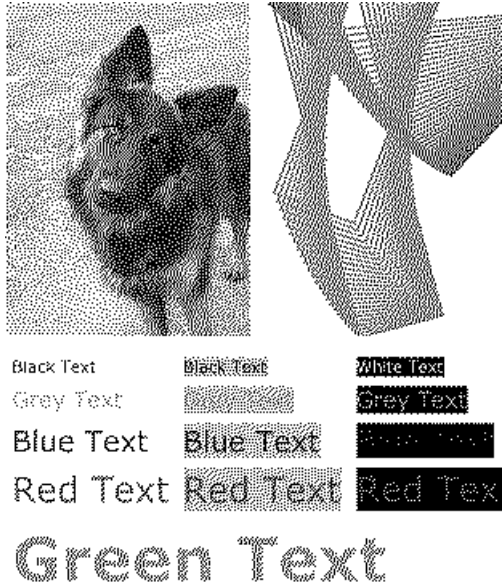 Black Text Black Text White Text
Grey Text Grey Text
Blue Text Blue Text
Red Text Red Text Red Tex
Green Text